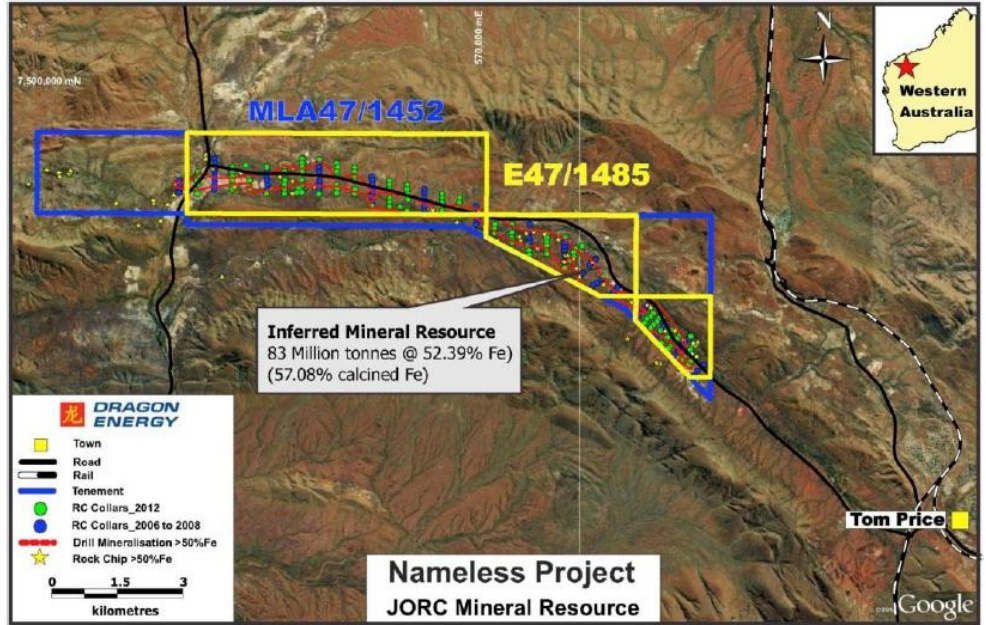 N
7,500,000 mN
570,000 mE
Western
Australia
MLA47/1452
E47/1485
Inferred Mineral Resource
83 Million tonnes @ 52.39% Fe)
(57.08% calcined Fe)
龙 DRAGON
ENERGY
Town
Road
Rail
Tenement
RC Collars_2012
RC Collars_2006 to 2008
Drill Mineralisation >50%Fe
Rock Chip >50%Fe
0 1.5 3
kilometres
Tom Price
Nameless Project
JORC Mineral Resource
Google